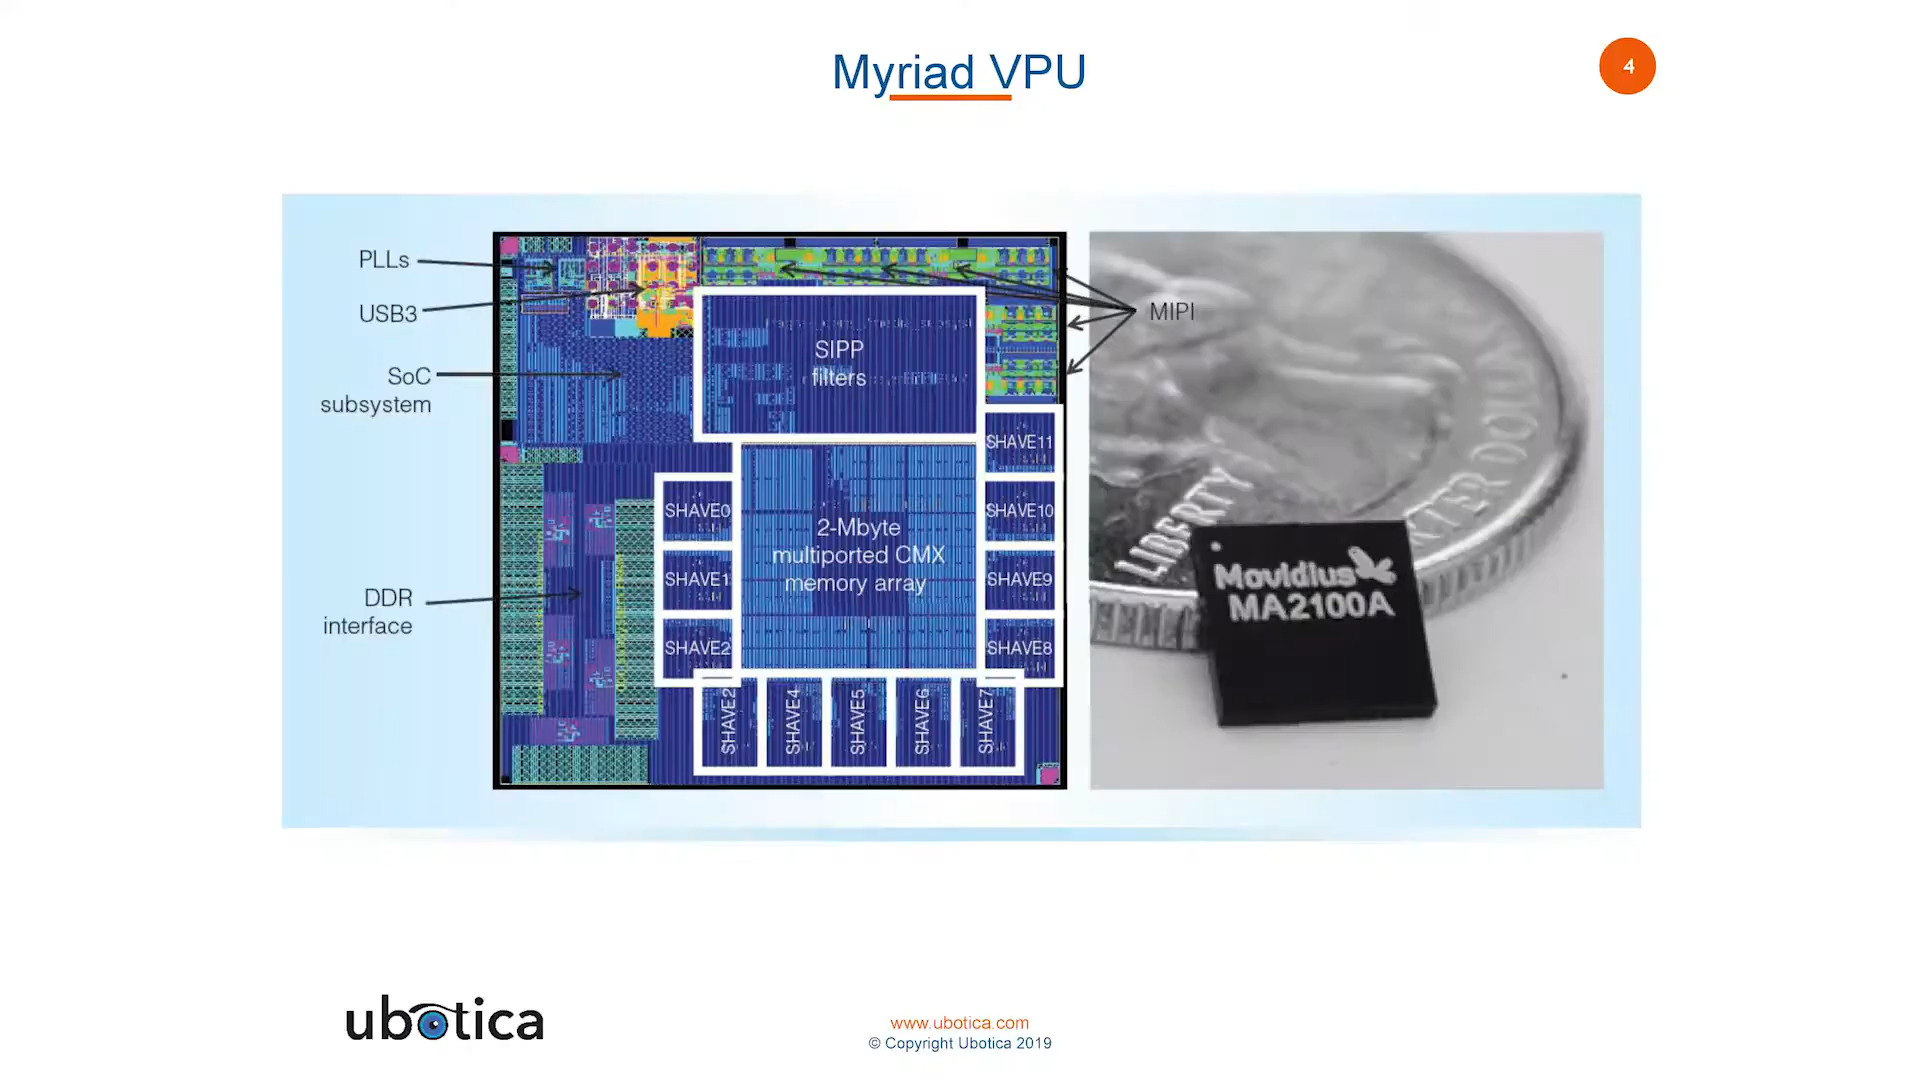 Myriad VPU
4
PLLs
USB3
SoC
subsystem
DDR
interface
SIPP
filters
MIPI
SHAVE11
SHAVE10
SHAVE9
SHAVE8
SHAVE0
SHAVE1
SHAVE2
2-Mbyte
multiported CMX
memory array
SHAVE2
SHAVE4
SHAVE5
SHAVE6
SHAVE7
LIBERTY
Movidius
MA2100A
ubotica
www.ubotica.com
© Copyright Ubotica 2019